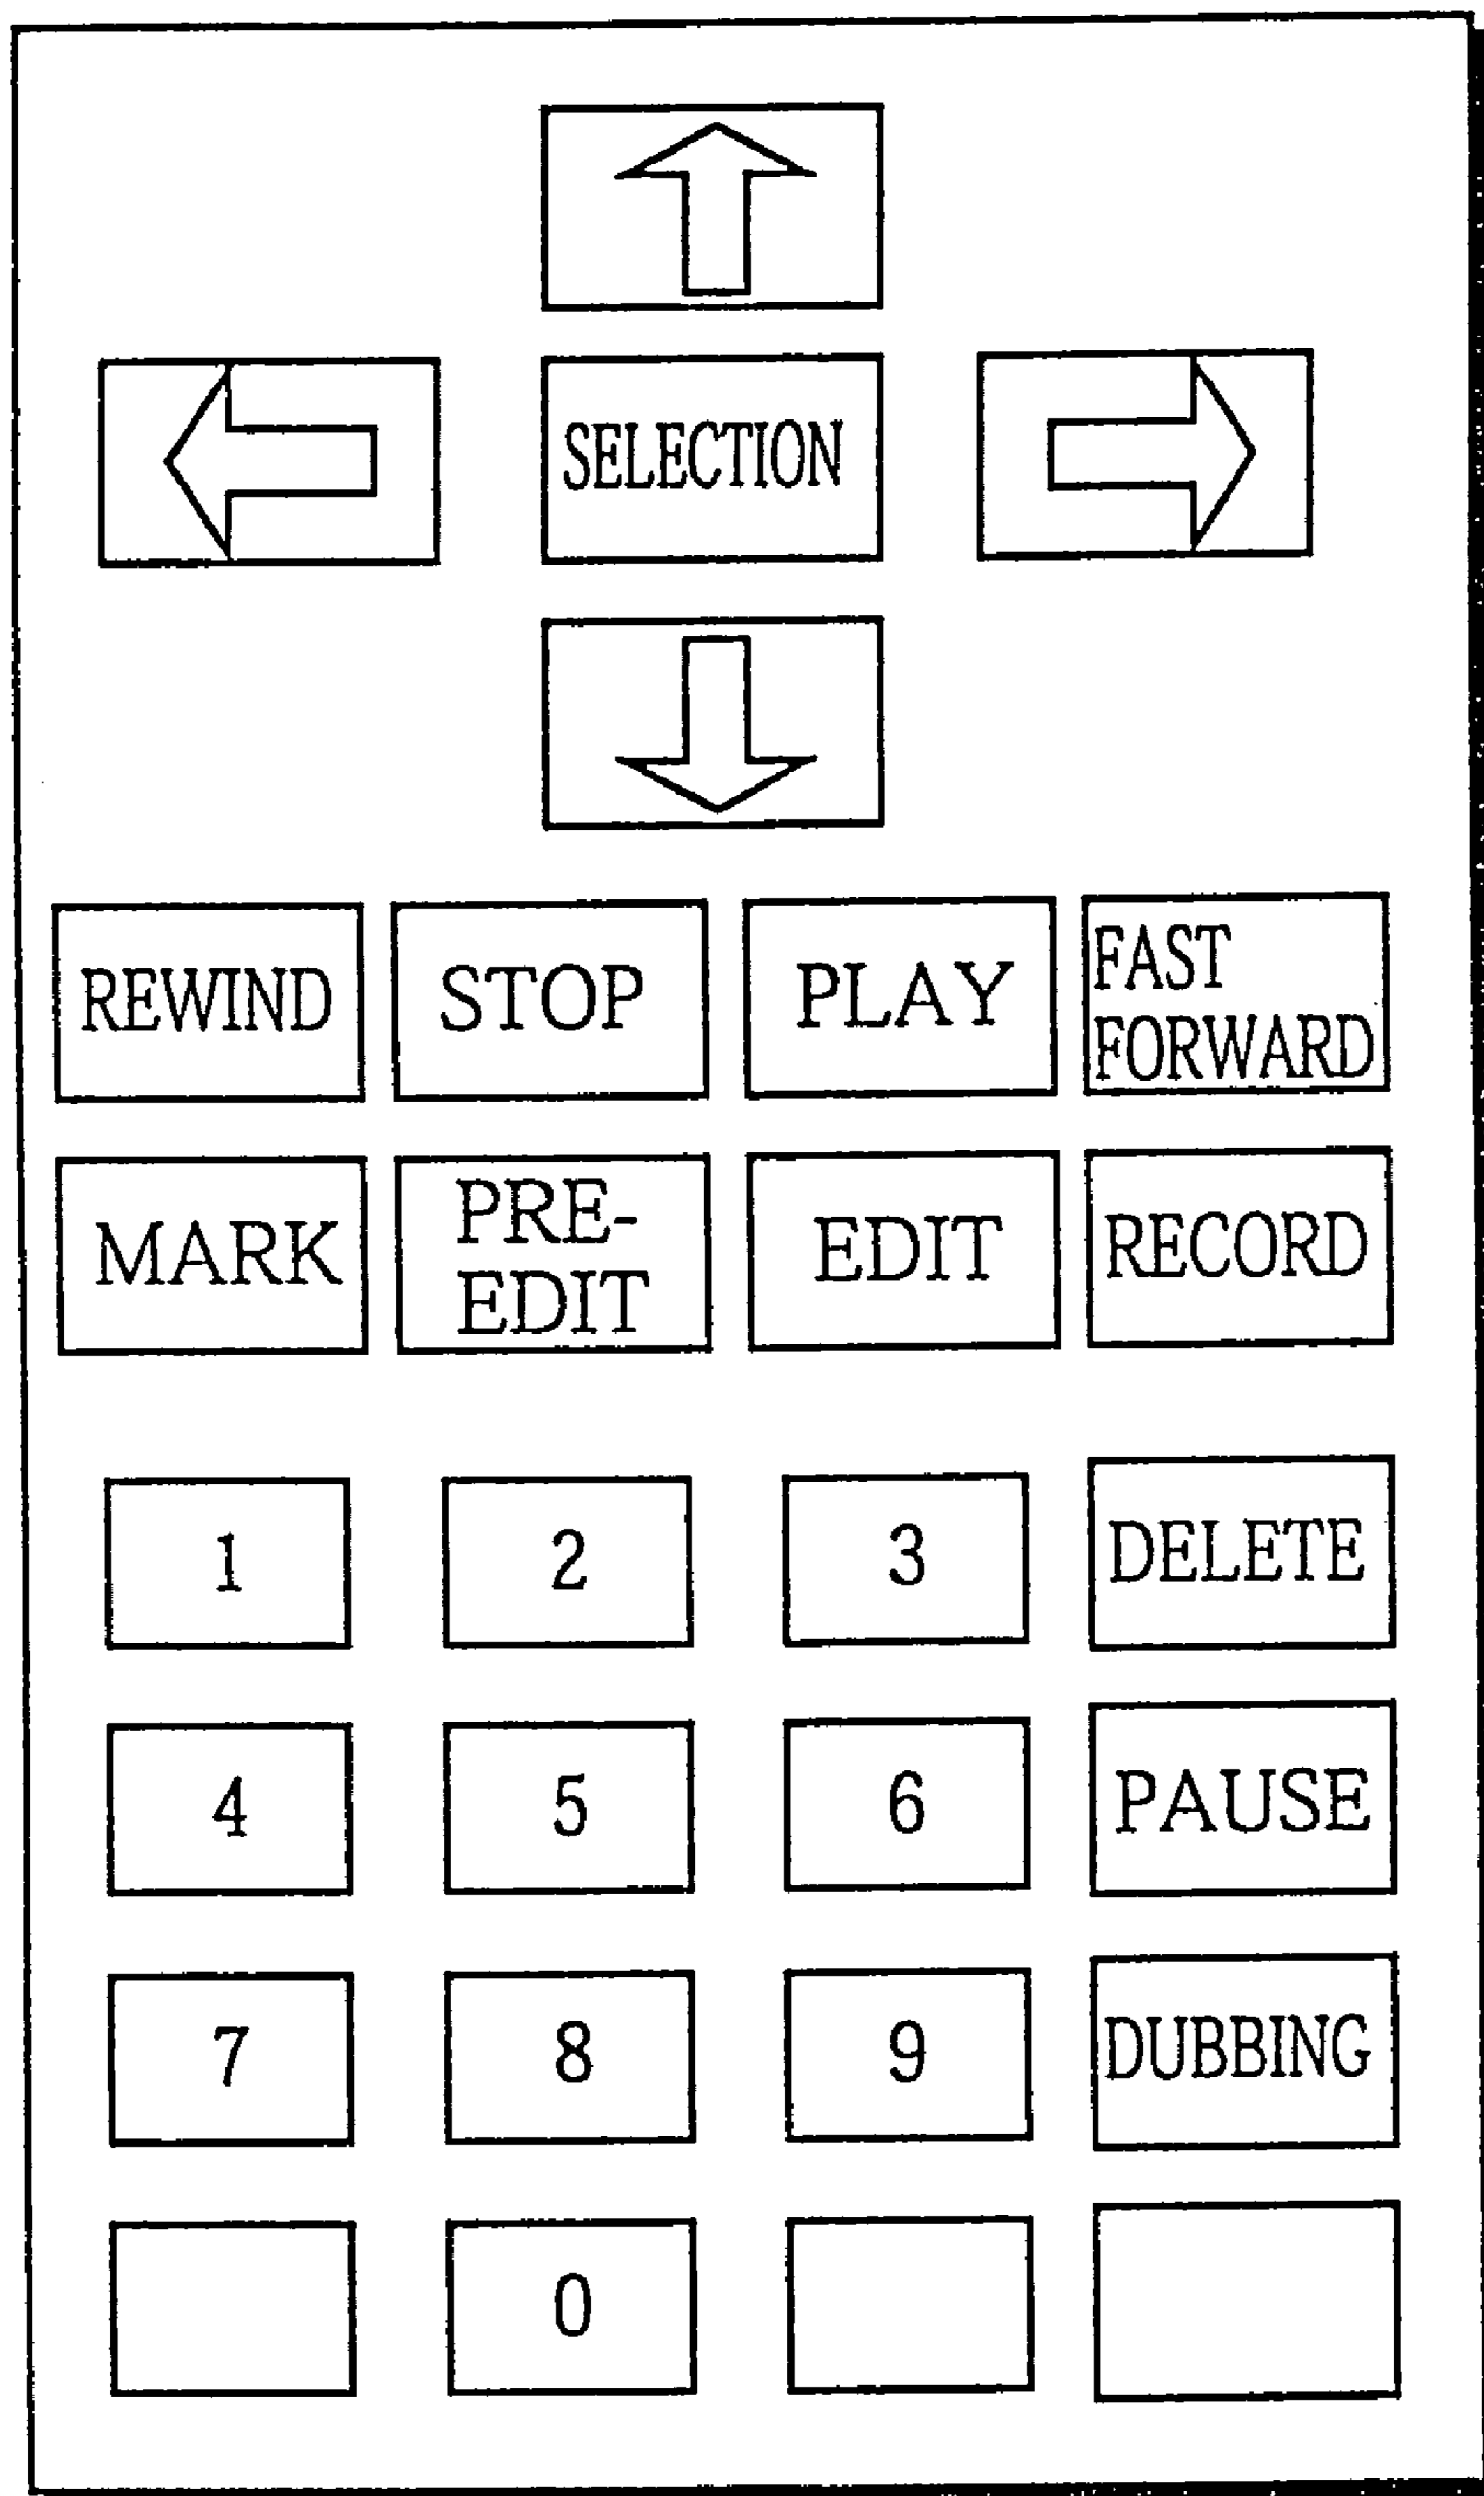 SELECTION
REWIND
STOP
PLAY
FAST
FORWARD
MARK
PRE-
EDIT
EDIT
RECORD
1
2
3
DELETE
4
5
6
PAUSE
7
8
9
DUBBING
0